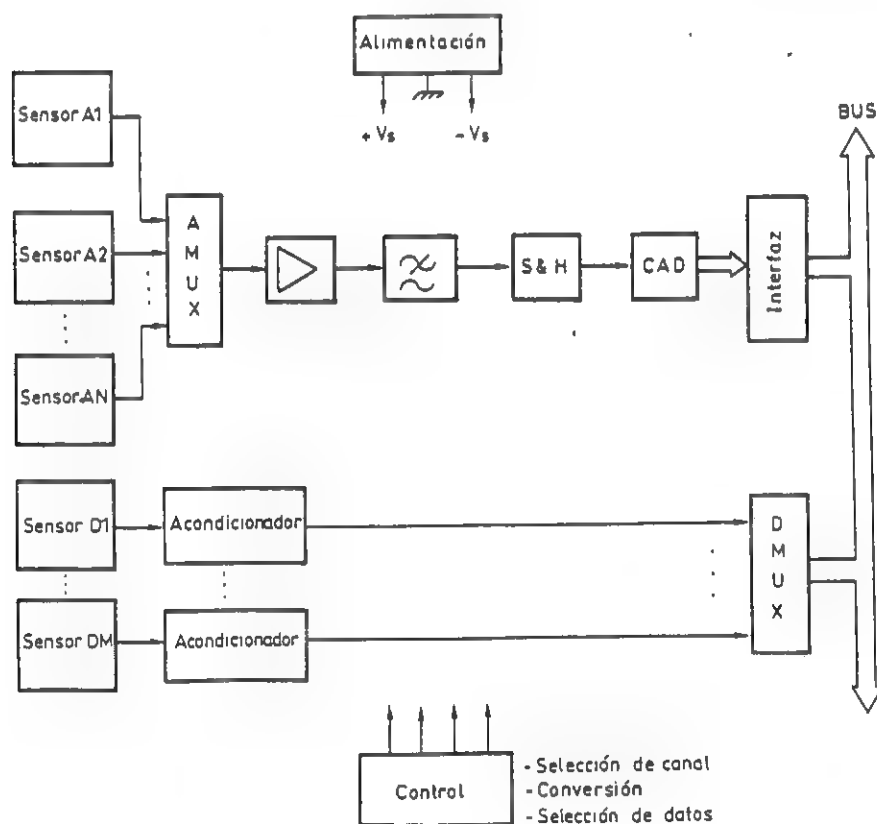 Alimentación
+Vs
-Vs
BUS
Sensor A1
Sensor A2
Sensor AN
A
M
U
X
S & H
CAD
Interfaz
Sensor D1
Acondicionador
Sensor DM
Acondicionador
D
M
U
X
Control
- Selección de canal
- Conversión
- Selección de datos